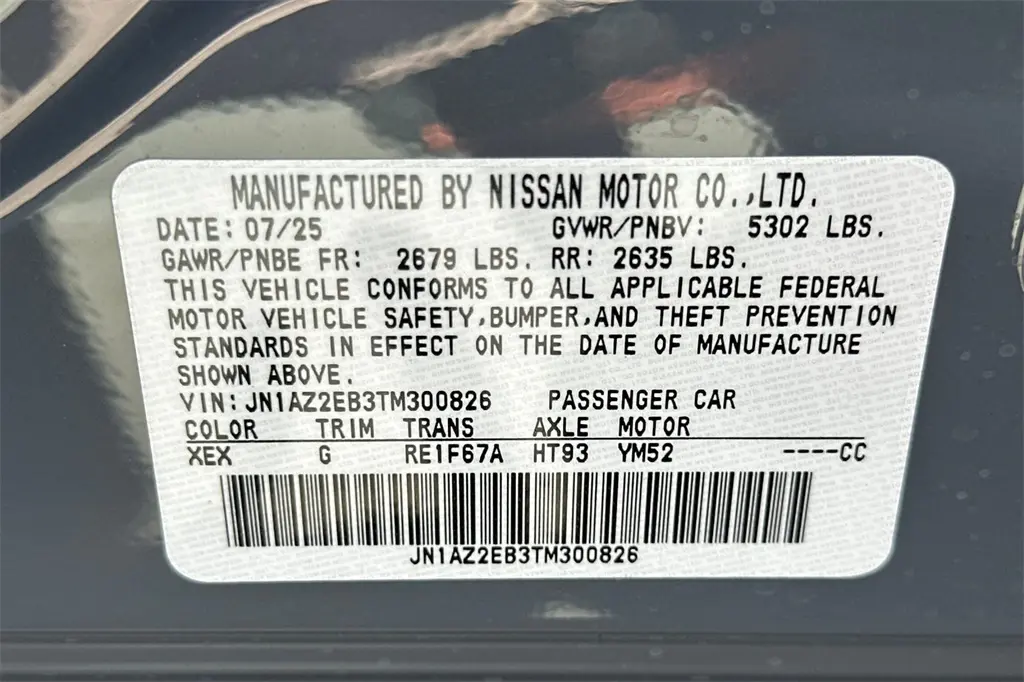 MANUFACTURED BY NISSAN MOTOR CO.,LTD.
DATE: 07/25 GVWR/PNBV: 5302 LBS.
GAWR/PNBE FR: 2679 LBS. RR: 2635 LBS.
THIS VEHICLE CONFORMS TO ALL APPLICABLE FEDERAL
MOTOR VEHICLE SAFETY,BUMPER,AND THEFT PREVENTION
STANDARDS IN EFFECT ON THE DATE OF MANUFACTURE
SHOWN ABOVE.
VIN: JN1AZ2EB3TM300826 PASSENGER CAR
COLOR TRIM TRANS AXLE MOTOR
XEX G RE1F67A HT93 YM52 ----CC
JN1AZ2EB3TM300826